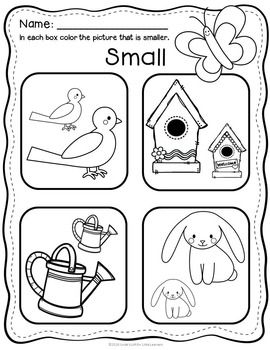 Name:
In each box color the picture that is smaller.
Small
WELCOME